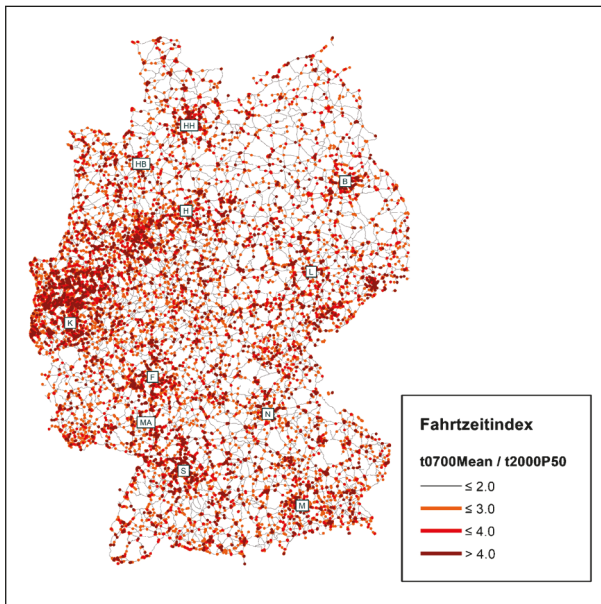 HH
HB
B
H
L
K
F
MA
N
S
M
Fahrtzeitindex
t0700Mean / t2000P50
≤ 2.0
≤ 3.0
≤ 4.0
> 4.0